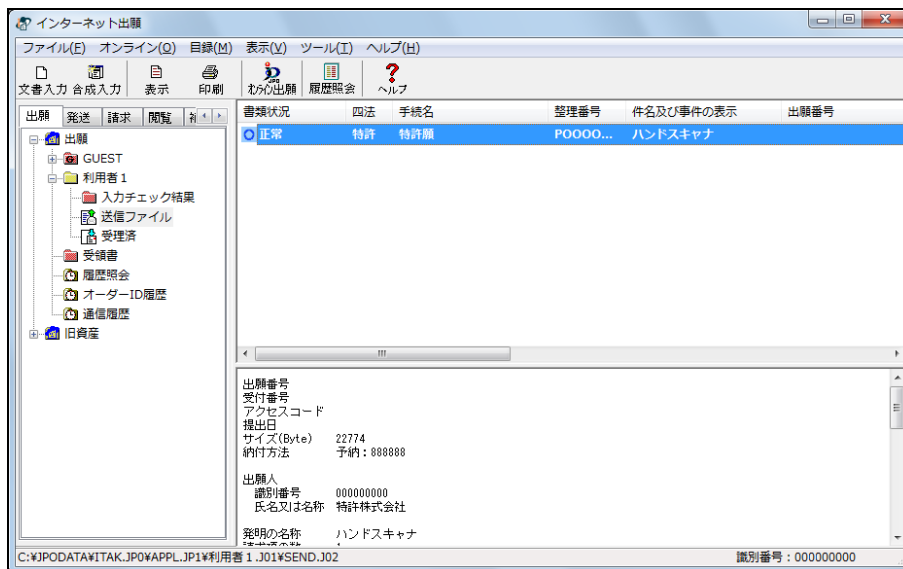 インターネット出願
ファイル(F) オンライン(O) 目録(M) 表示(V) ツール(T) ヘルプ(H)
文書入力 合成入力 表示 印刷 オンライン出願 履歴照会 ヘルプ
出願 発送 請求 閲覧
書類状況 四法 手続名 整理番号 件名及び事件の表示 出願番号
正常 特許 特許願 POOOO... ハンドスキャナ
出願
GUEST
利用者1
入力チェック結果
送信ファイル
受理済
受領書
履歴照会
オーダーID履歴
通信履歴
旧資産
出願番号
受付番号
アクセスコード
提出日
サイズ(Byte) 22774
納付方法 予納:888888
出願人
識別番号 000000000
氏名又は名称 特許株式会社
発明の名称 ハンドスキャナ
C:¥JPODATA¥ITAK.JP0¥APPL.JP1¥利用者1.J01¥SEND.J02 識別番号:000000000